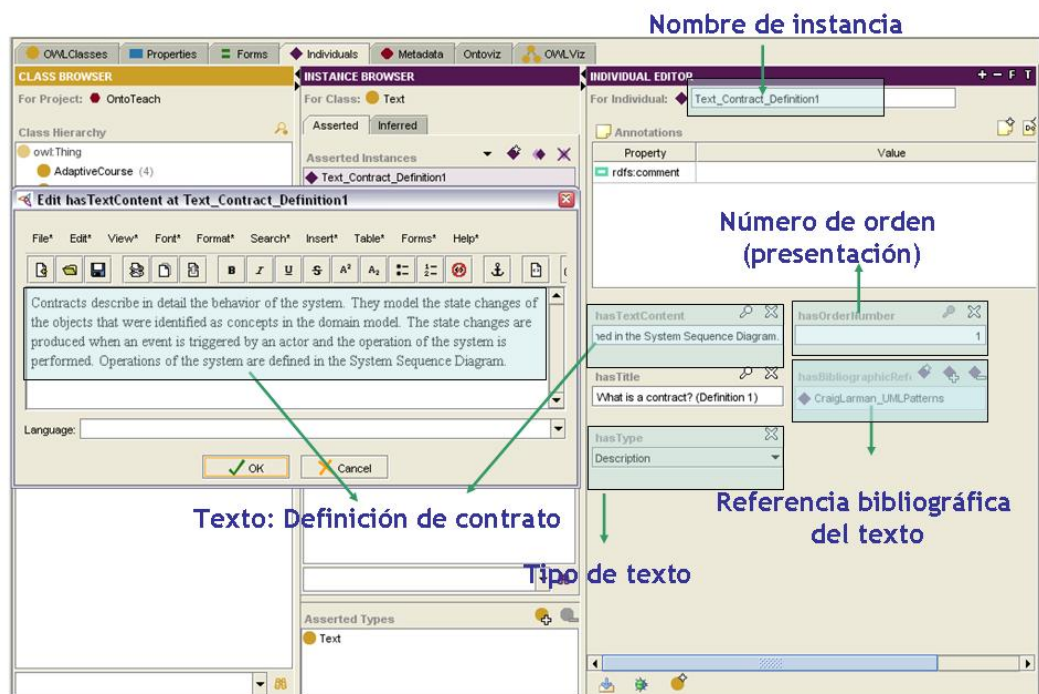 Nombre de instancia
OWLClasses
Properties
Forms
Individuals
Metadata
Ontoviz
OWLViz
CLASS BROWSER
INSTANCE BROWSER
INDIVIDUAL EDITOR
+ − F T
For Project: OntoTeach
For Class: Text
For Individual: Text_Contract_Definition1
Class Hierarchy
Asserted
Inferred
Annotations
owl:Thing
Asserted Instances
Property
Value
AdaptiveCourse (4)
Text_Contract_Definition1
rdfs:comment
Edit hasTextContent at Text_Contract_Definition1
File* Edit* View* Font* Format* Search* Insert* Table* Forms* Help*
Número de orden
(presentación)
B I U S A² A₂
Contracts describe in detail the behavior of the system. They model the state changes of
the objects that were identified as concepts in the domain model. The state changes are
produced when an event is triggered by an actor and the operation of the system is
performed. Operations of the system are defined in the System Sequence Diagram.
hasTextContent
hasOrderNumber
ned in the System Sequence Diagram.
1
hasTitle
What is a contract? (Definition 1)
CraigLarman_UMLPatterns
Language:
hasType
Description
OK
Cancel
Texto: Definición de contrato
Referencia bibliográfica
del texto
Tipo de texto
Asserted Types
Text